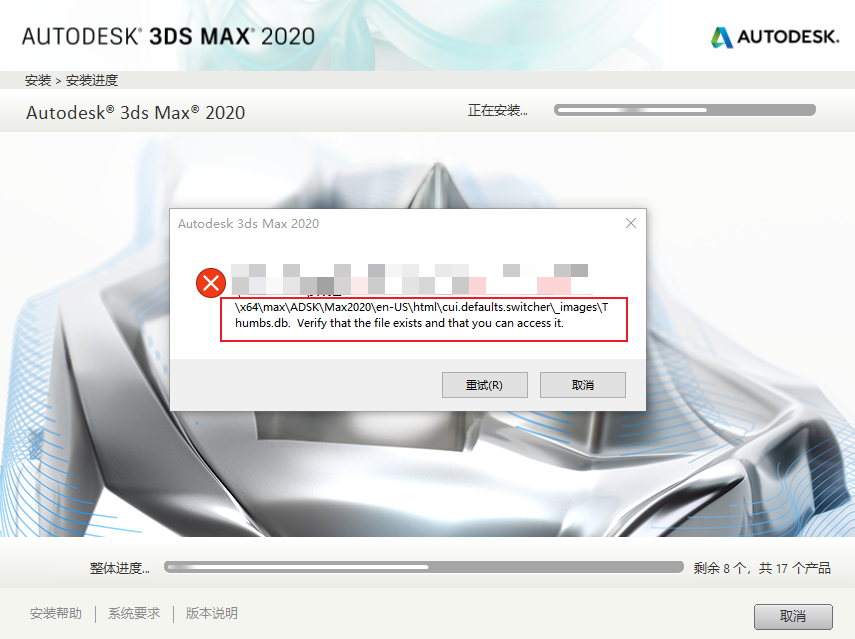 AUTODESK® 3DS MAX® 2020
AUTODESK.
安装 > 安装进度
Autodesk® 3ds Max® 2020
正在安装...
Autodesk 3ds Max 2020
\x64\max\ADSK\Max2020\en-US\html\cui.defaults.switcher\_images\T
humbs.db. Verify that the file exists and that you can access it.
重试(R)
取消
整体进度...
剩余 8 个，共 17 个产品
安装帮助
系统要求
版本说明
取消